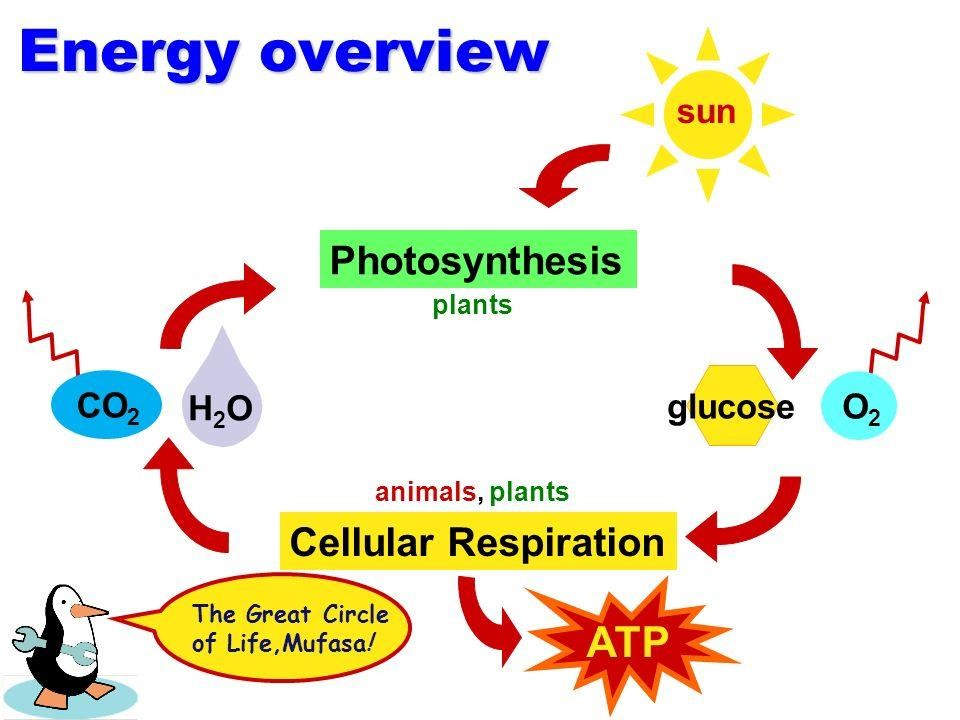 Energy overview
sun
Photosynthesis
plants
CO₂
H₂O
glucose
O₂
animals, plants
Cellular Respiration
The Great Circle
of Life,Mufasa!
ATP